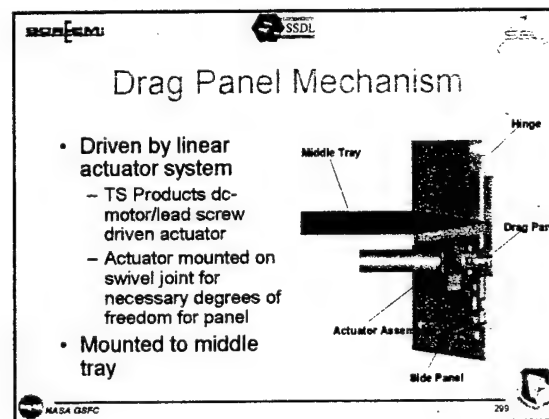 SSDL
Drag Panel Mechanism
• Driven by linear
actuator system
– TS Products dc-
motor/lead screw
driven actuator
– Actuator mounted on
swivel joint for
necessary degrees of
freedom for panel
• Mounted to middle
tray
Hinge
Middle Tray
Drag Pan
Actuator Assem
Side Panel
NASA GSFC
299